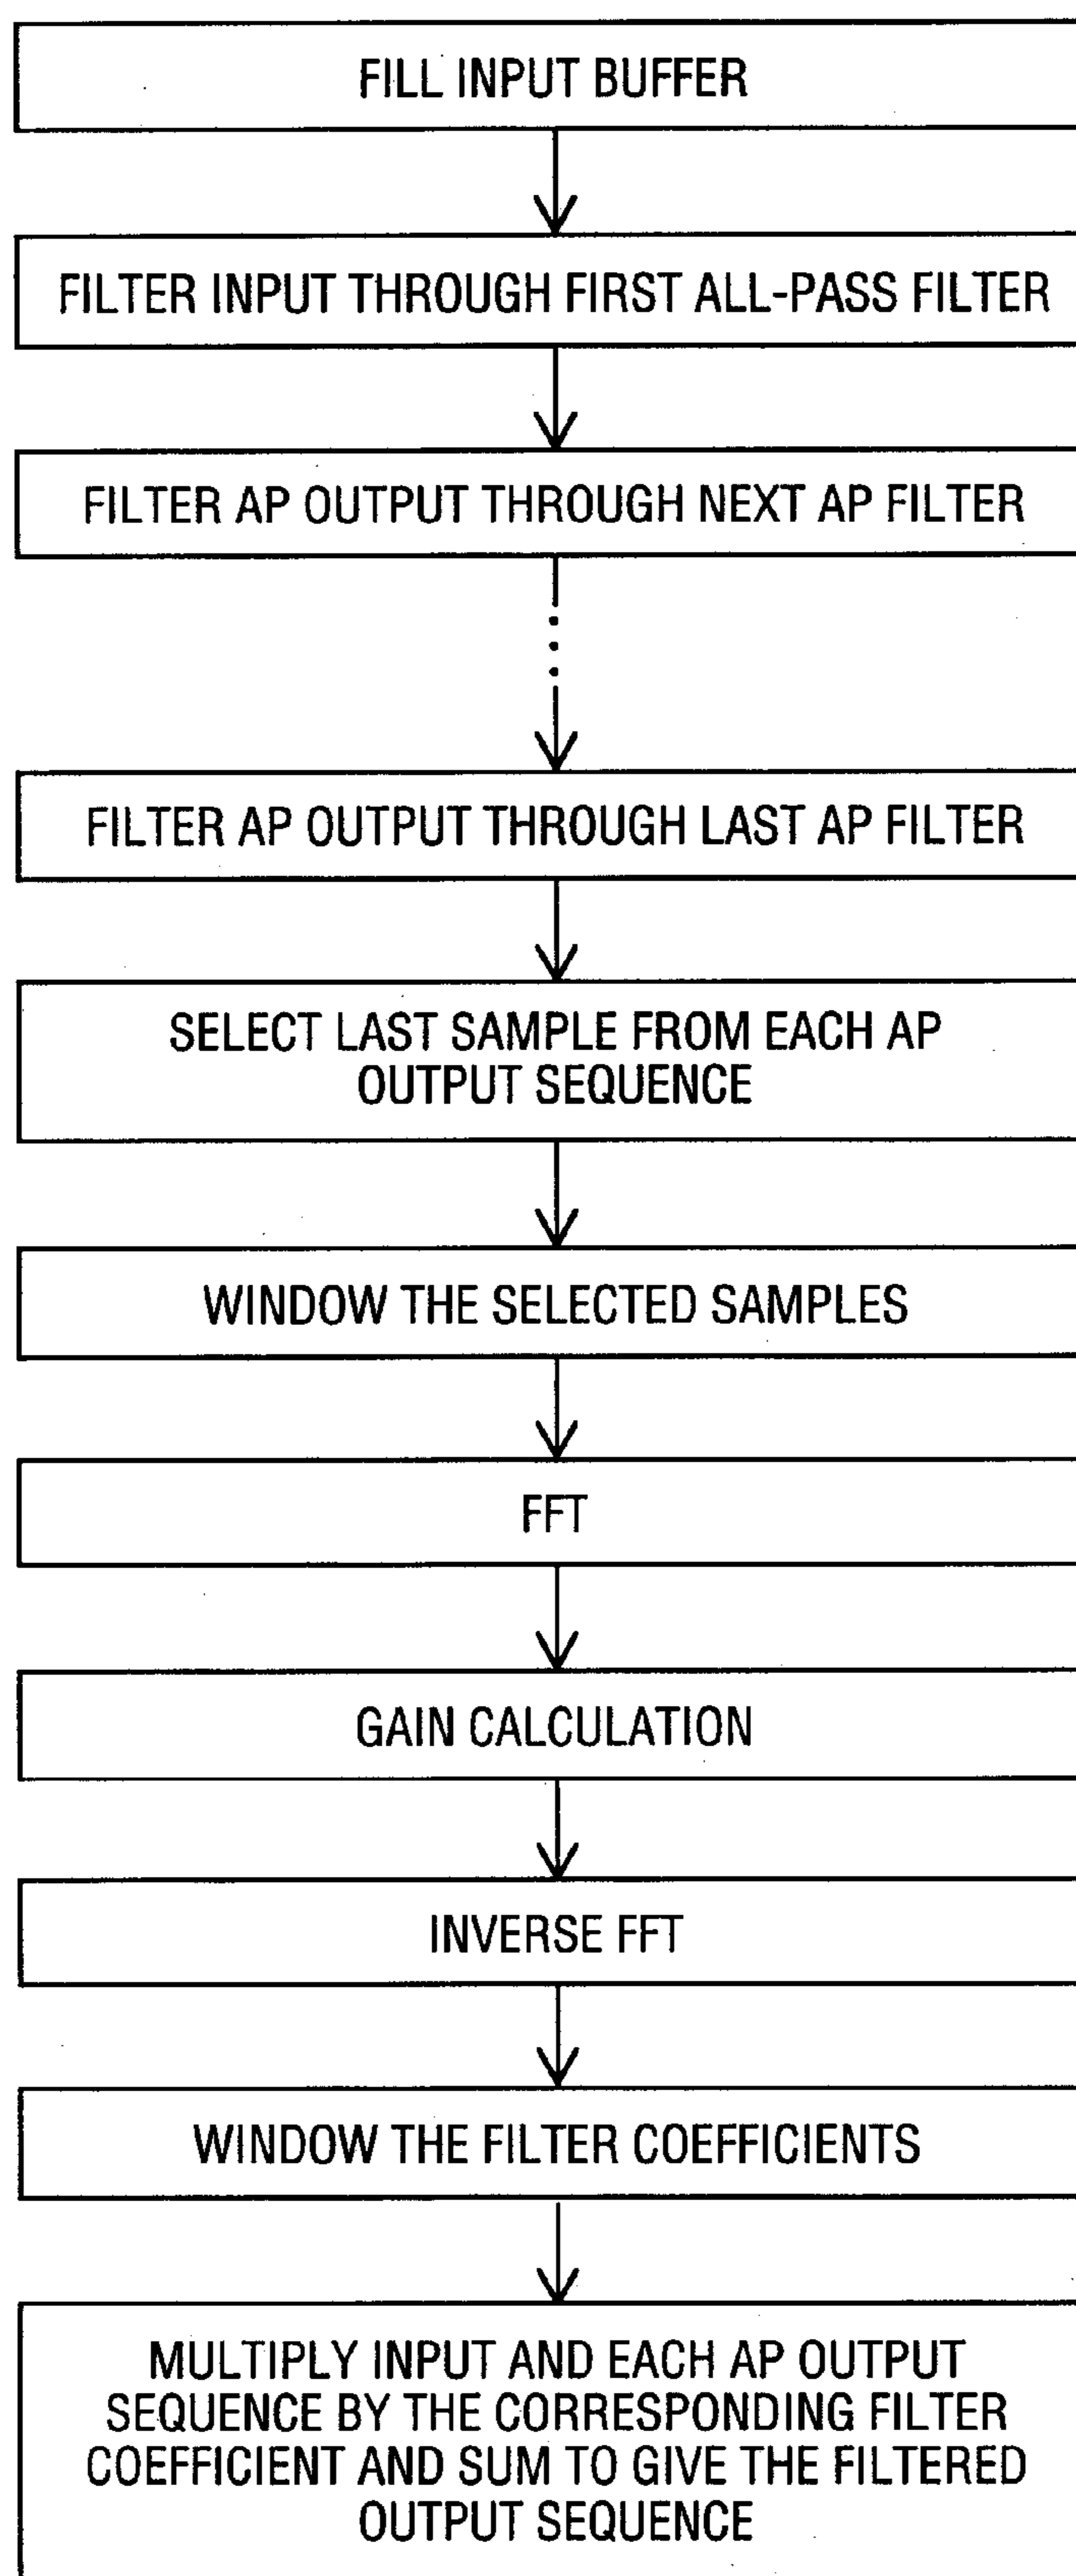 FILL INPUT BUFFER
FILTER INPUT THROUGH FIRST ALL-PASS FILTER
FILTER AP OUTPUT THROUGH NEXT AP FILTER
FILTER AP OUTPUT THROUGH LAST AP FILTER
SELECT LAST SAMPLE FROM EACH AP
OUTPUT SEQUENCE
WINDOW THE SELECTED SAMPLES
FFT
GAIN CALCULATION
INVERSE FFT
WINDOW THE FILTER COEFFICIENTS
MULTIPLY INPUT AND EACH AP OUTPUT
SEQUENCE BY THE CORRESPONDING FILTER
COEFFICIENT AND SUM TO GIVE THE FILTERED
OUTPUT SEQUENCE